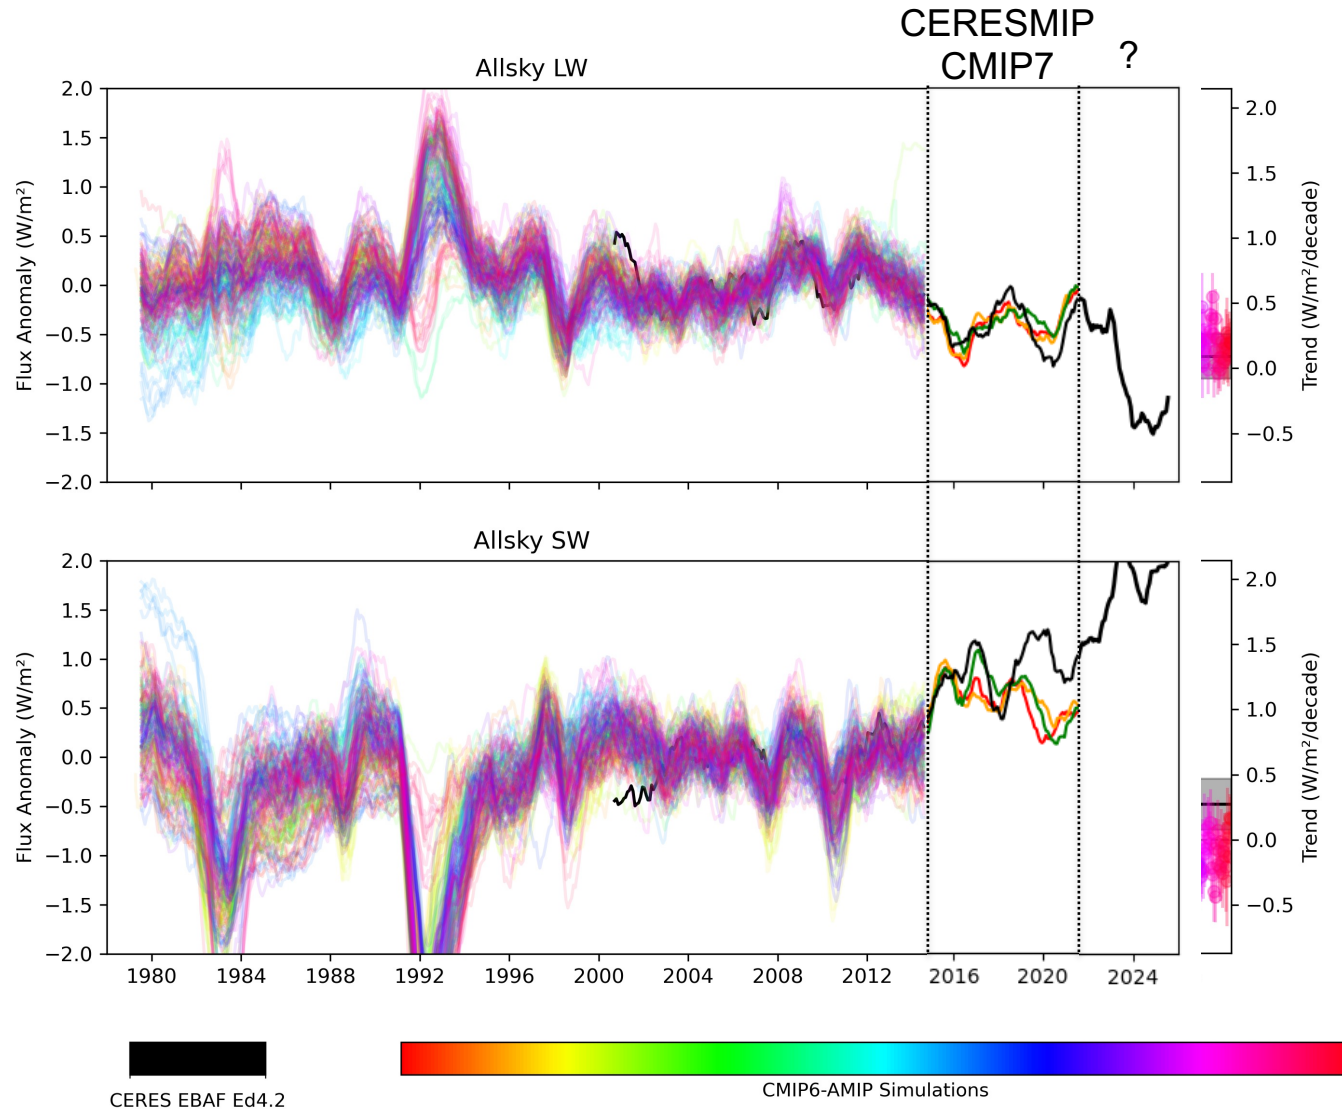 CERESMIP
CMIP7
?
Allsky LW
2.0
1.5
1.0
0.5
0.0
−0.5
−1.0
−1.5
−2.0
Flux Anomaly (W/m²)
2.0
1.5
1.0
0.5
0.0
−0.5
Trend (W/m²/decade)
Allsky SW
2.0
1.5
1.0
0.5
0.0
−0.5
−1.0
−1.5
−2.0
Flux Anomaly (W/m²)
2.0
1.5
1.0
0.5
0.0
−0.5
Trend (W/m²/decade)
1980 1984 1988 1992 1996 2000 2004 2008 2012 2016 2020 2024
CERES EBAF Ed4.2
CMIP6-AMIP Simulations